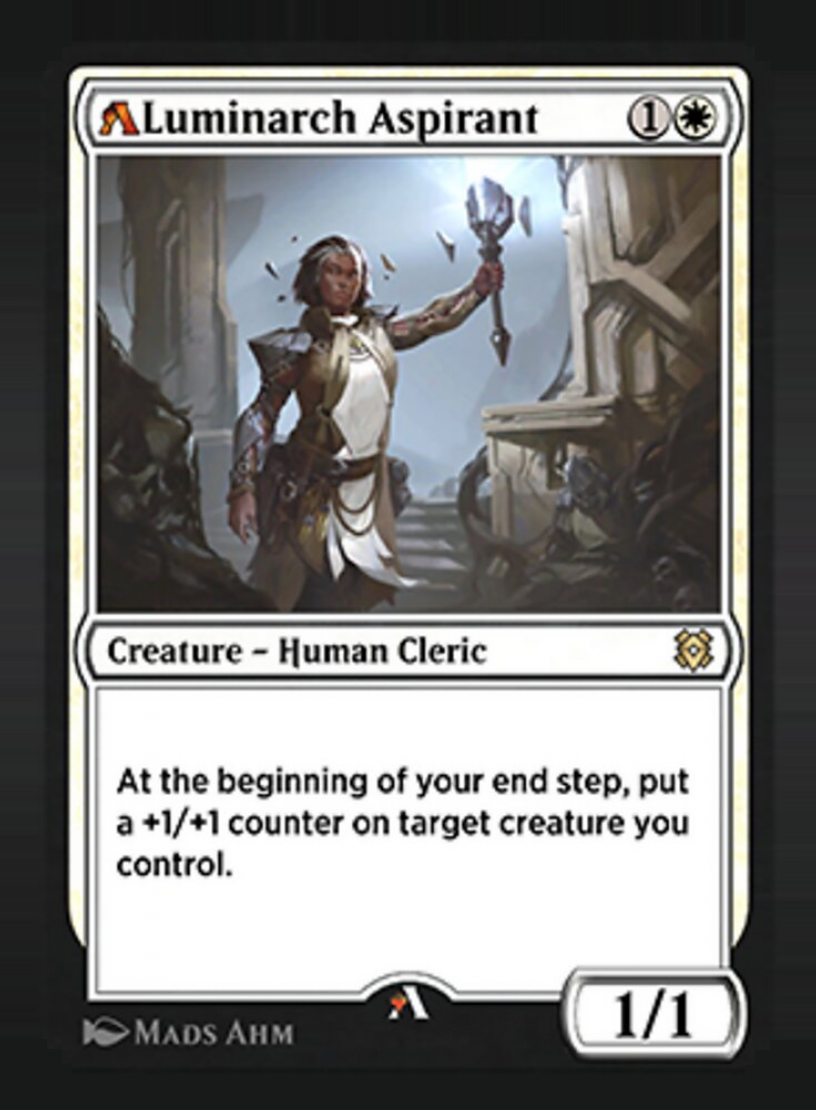 Luminarch Aspirant 1
Creature – Human Cleric
At the beginning of your end step, put
a +1/+1 counter on target creature you
control.
1/1
Mads Ahm